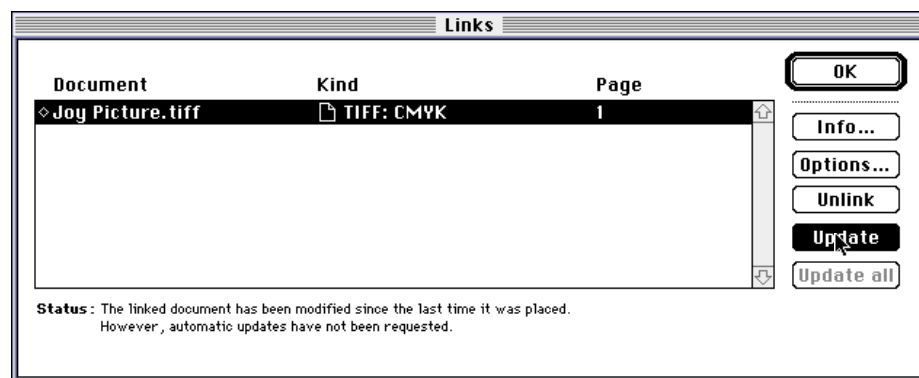 Links
Document Kind Page
◇Joy Picture.tiff TIFF: CMYK 1
OK
Info...
Options...
Unlink
Update
Update all
Status: The linked document has been modified since the last time it was placed.
However, automatic updates have not been requested.